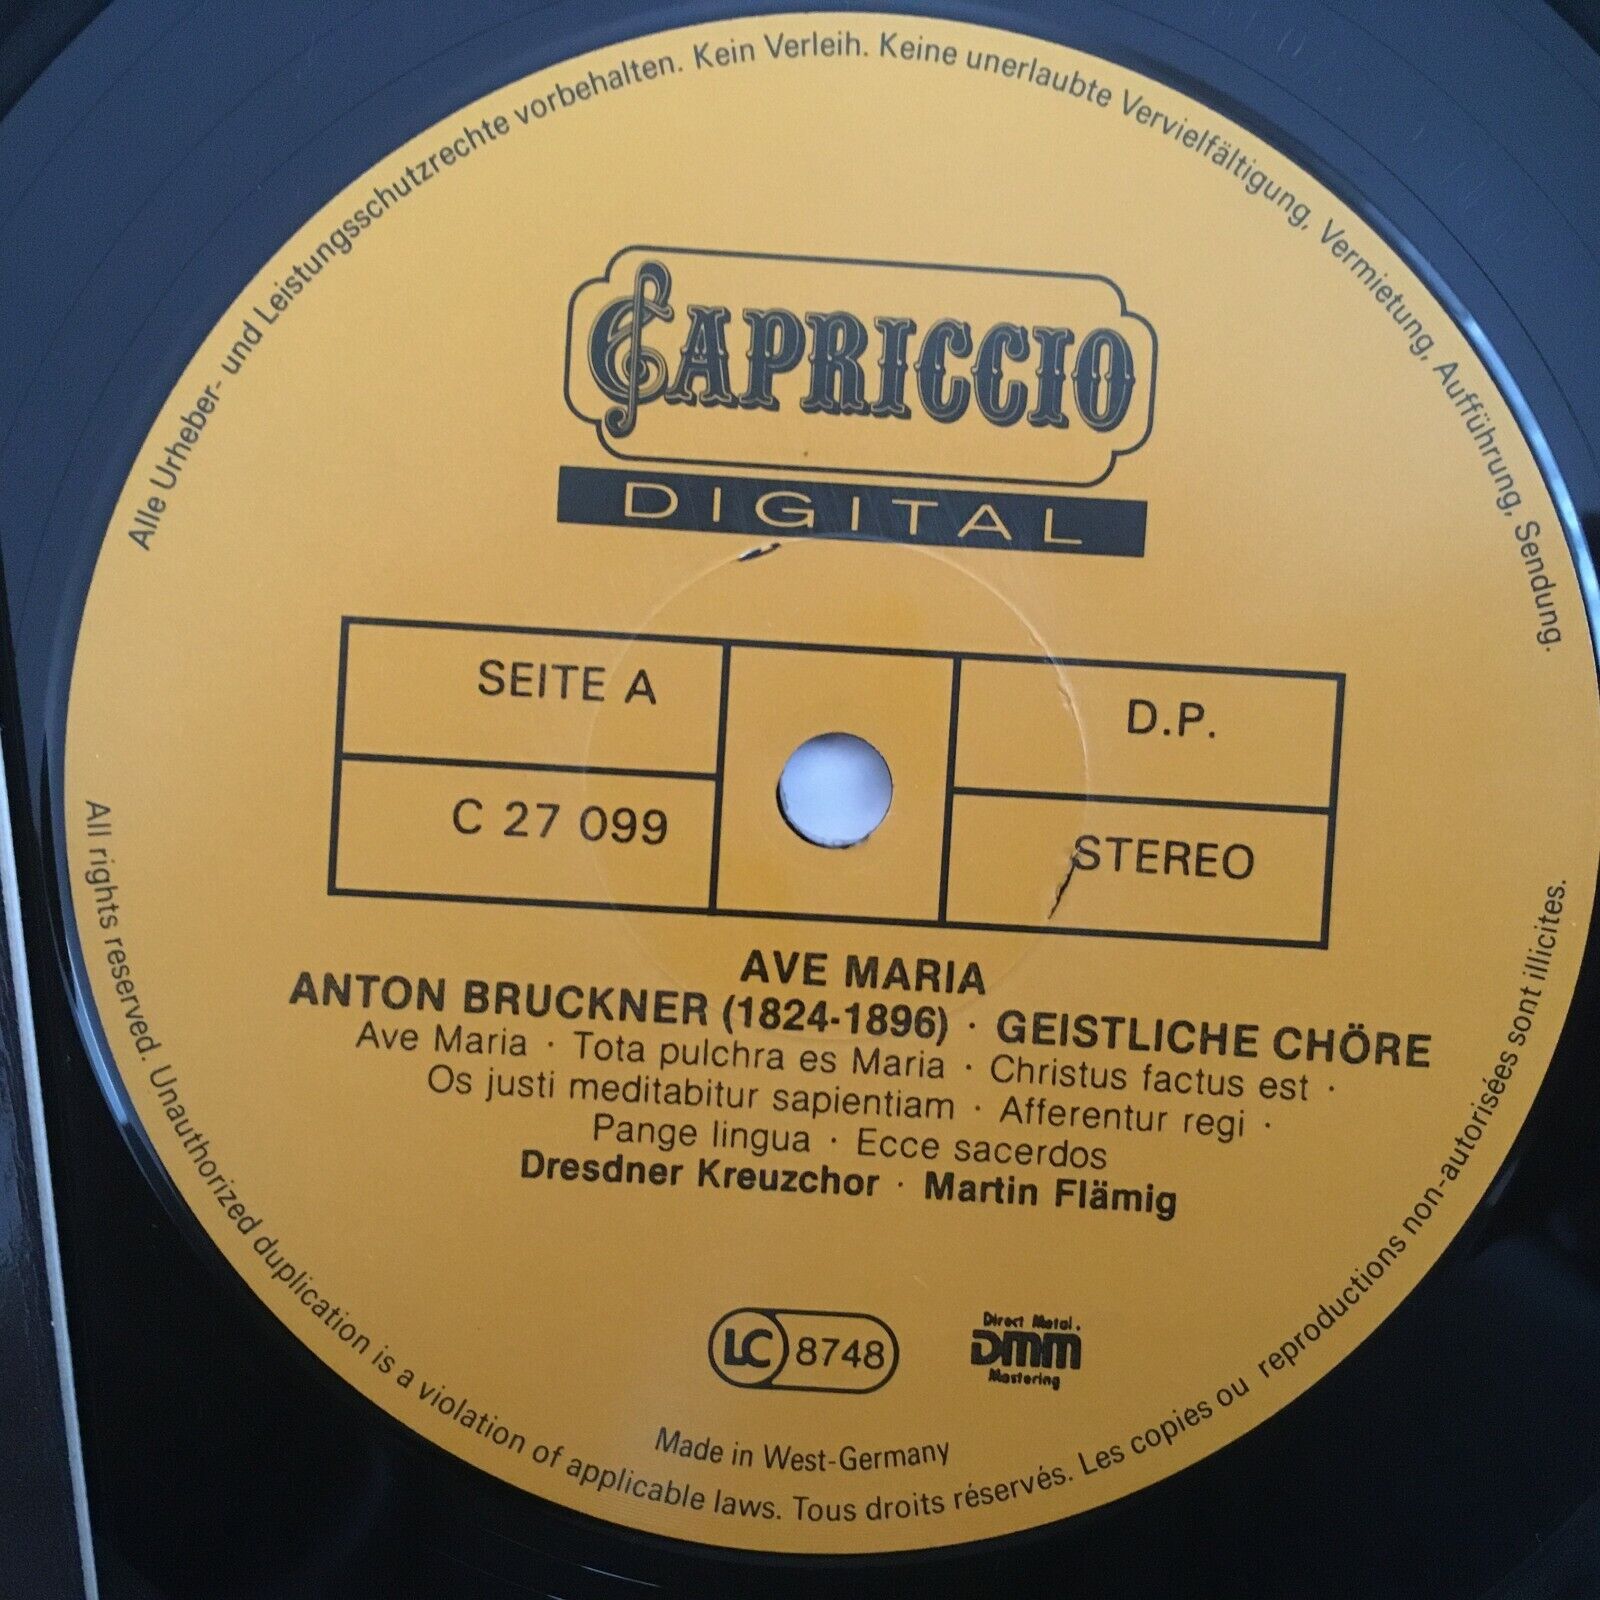 Alle Urheber- und Leistungsschutzrechte vorbehalten. Kein Verleih. Keine unerlaubte Vervielfältigung, Vermietung, Aufführung, Sendung.
CAPRICCIO
DIGITAL
SEITE A
D.P.
C 27 099
STEREO
AVE MARIA
ANTON BRUCKNER (1824-1896) · GEISTLICHE CHÖRE
Ave Maria · Tota pulchra es Maria · Christus factus est ·
Os justi meditabitur sapientiam · Afferentur regi ·
Pange lingua · Ecce sacerdos
Dresdner Kreuzchor · Martin Flämig
LC 8748
Direct Metal.
DMM
Mastering
Made in West-Germany
All rights reserved. Unauthorized duplication is a violation of applicable laws. Tous droits réservés. Les copies ou reproductions non-autorisées sont illicites.